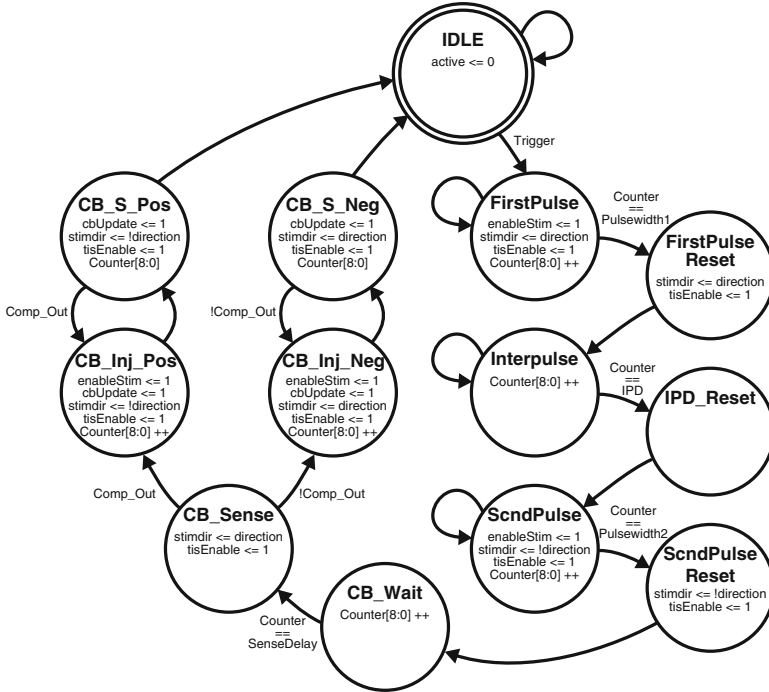 IDLE
active <= 0
Trigger
CB_S_Pos
cbUpdate <= 1
stimdir <= !direction
tisEnable <= 1
Counter[8:0]
CB_S_Neg
cbUpdate <= 1
stimdir <= direction
tisEnable <= 1
Counter[8:0]
FirstPulse
enableStim <= 1
stimdir <= direction
tisEnable <= 1
Counter[8:0] ++
Counter
==
Pulsewidth1
FirstPulse
Reset
stimdir <= direction
tisEnable <= 1
Comp_Out
!Comp_Out
CB_Inj_Pos
enableStim <= 1
cbUpdate <= 1
stimdir <= !direction
tisEnable <= 1
Counter[8:0] ++
CB_Inj_Neg
enableStim <= 1
cbUpdate <= 1
stimdir <= direction
tisEnable <= 1
Counter[8:0] ++
Interpulse
Counter[8:0] ++
Counter
==
IPD
IPD_Reset
Comp_Out
!Comp_Out
CB_Sense
stimdir <= direction
tisEnable <= 1
ScndPulse
enableStim <= 1
stimdir <= !direction
tisEnable <= 1
Counter[8:0] ++
Counter
==
Pulsewidth2
ScndPulse
Reset
stimdir <= !direction
tisEnable <= 1
CB_Wait
Counter[8:0] ++
Counter
==
SenseDelay